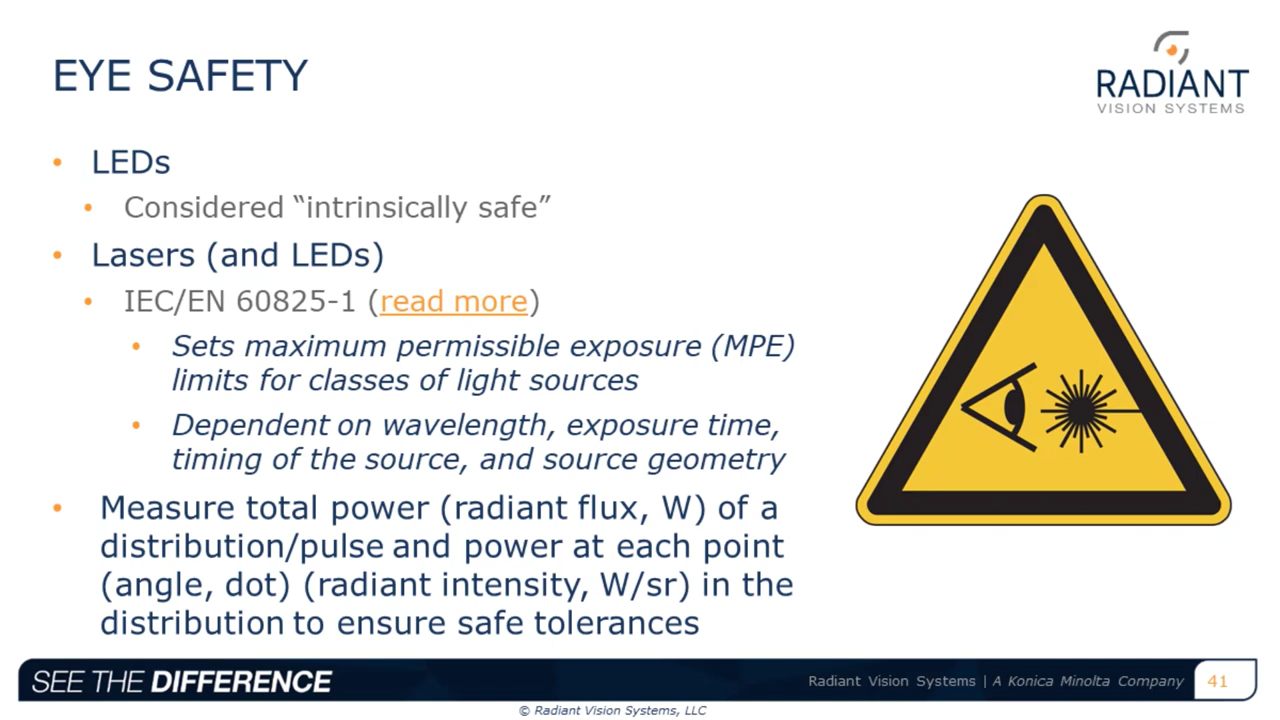 EYE SAFETY
RADIANT
VISION SYSTEMS
• LEDs
• Considered “intrinsically safe”
• Lasers (and LEDs)
• IEC/EN 60825-1 (read more)
• Sets maximum permissible exposure (MPE)
limits for classes of light sources
• Dependent on wavelength, exposure time,
timing of the source, and source geometry
• Measure total power (radiant flux, W) of a
distribution/pulse and power at each point
(angle, dot) (radiant intensity, W/sr) in the
distribution to ensure safe tolerances
SEE THE DIFFERENCE
Radiant Vision Systems | A Konica Minolta Company
41
© Radiant Vision Systems, LLC